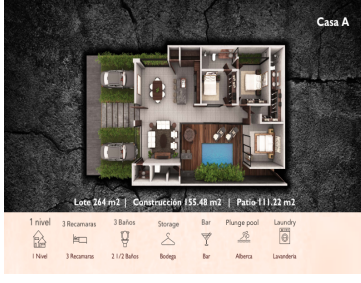 Casa A
Lote 264 m2 | Construcción 155.48 m2 | Patio 111.22 m2
1 nivel 3 Recamaras 3 Baños Storage Bar Plunge pool Laundry
1 Nivel 3 Recamaras 2 1/2 Baños Bodega Bar Alberca Lavanderia